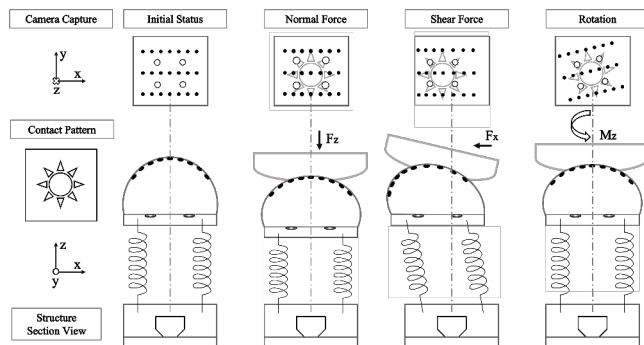 Camera Capture
Initial Status
Normal Force
Shear Force
Rotation
y
z
x
Contact Pattern
Fz
Fx
Mz
z
y
x
Structure
Section View